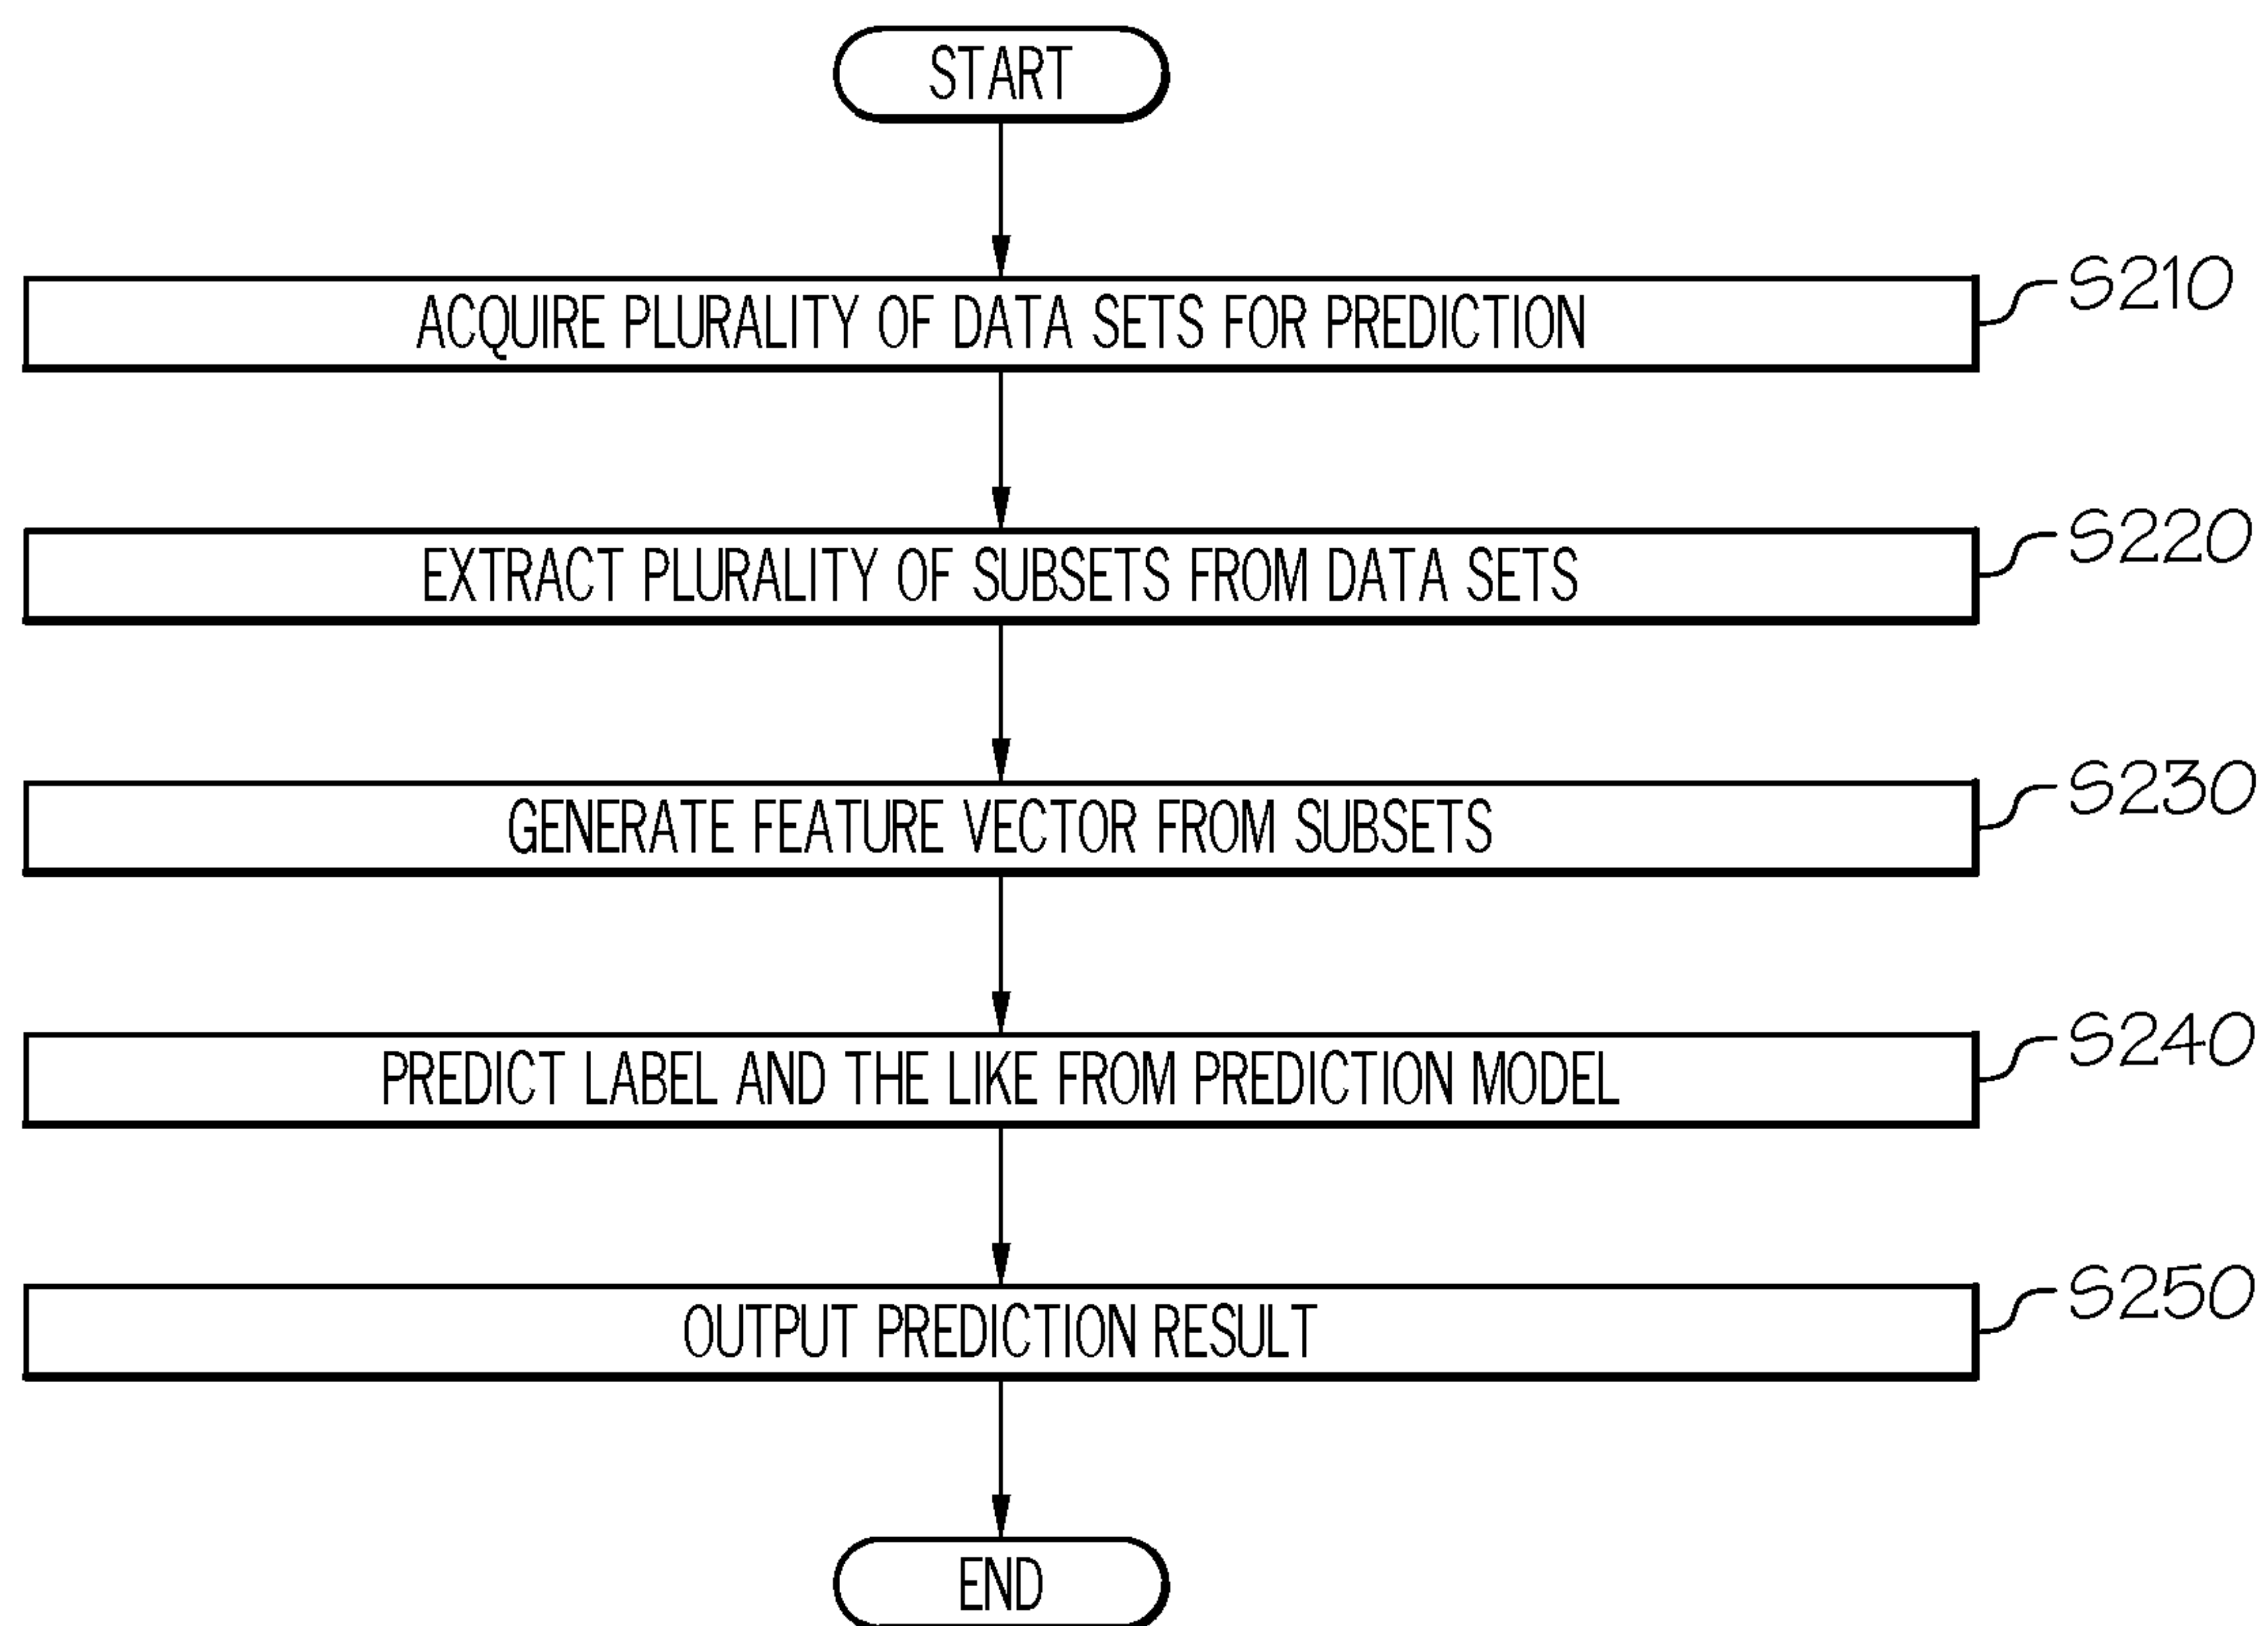 START
ACQUIRE PLURALITY OF DATA SETS FOR PREDICTION
S210
EXTRACT PLURALITY OF SUBSETS FROM DATA SETS
S220
GENERATE FEATURE VECTOR FROM SUBSETS
S230
PREDICT LABEL AND THE LIKE FROM PREDICTION MODEL
S240
OUTPUT PREDICTION RESULT
S250
END